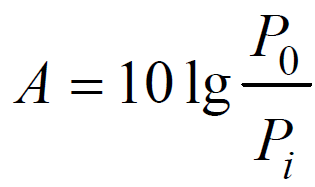 A = 10 lg P₀ / Pᵢ